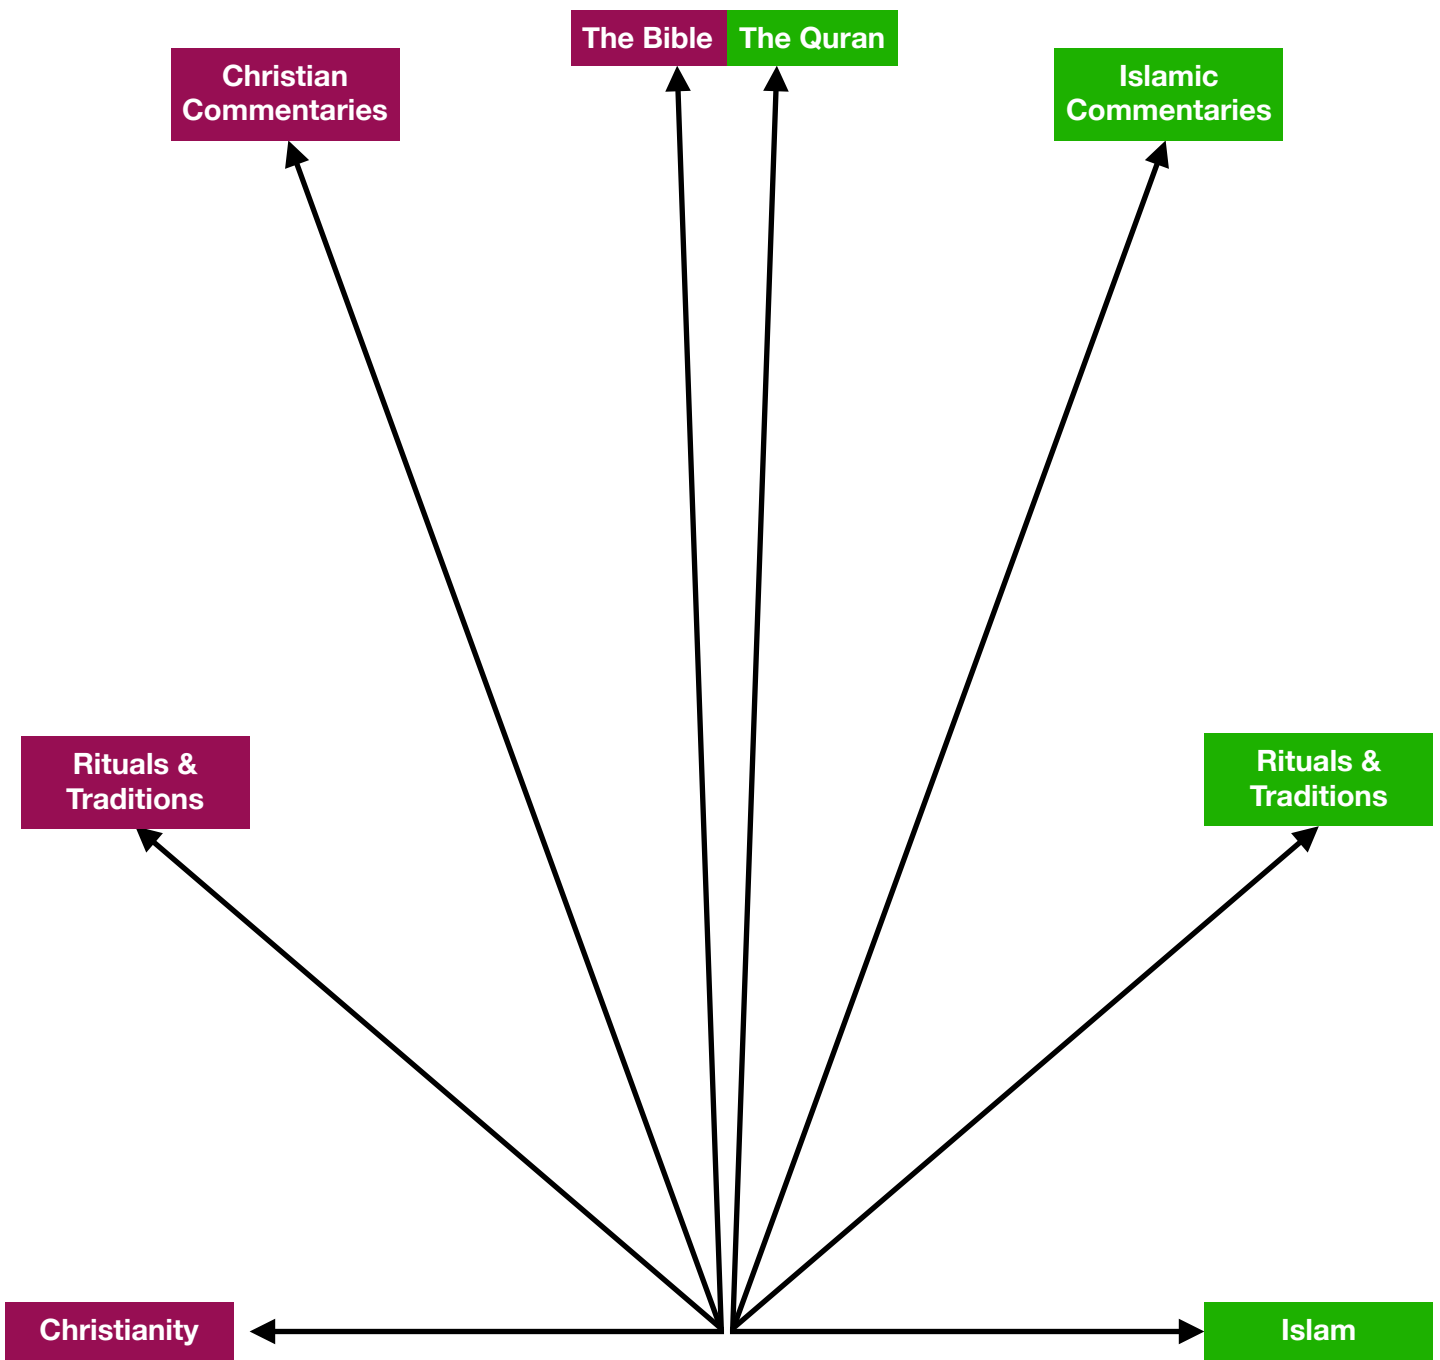 The Bible
The Quran
Christian
Commentaries
Islamic
Commentaries
Rituals &
Traditions
Rituals &
Traditions
Christianity
Islam